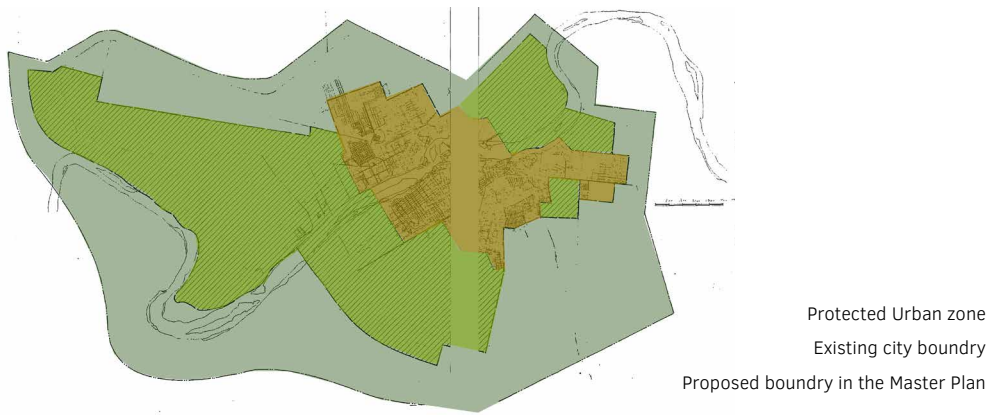 Protected Urban zone
Existing city boundry
Proposed boundry in the Master Plan